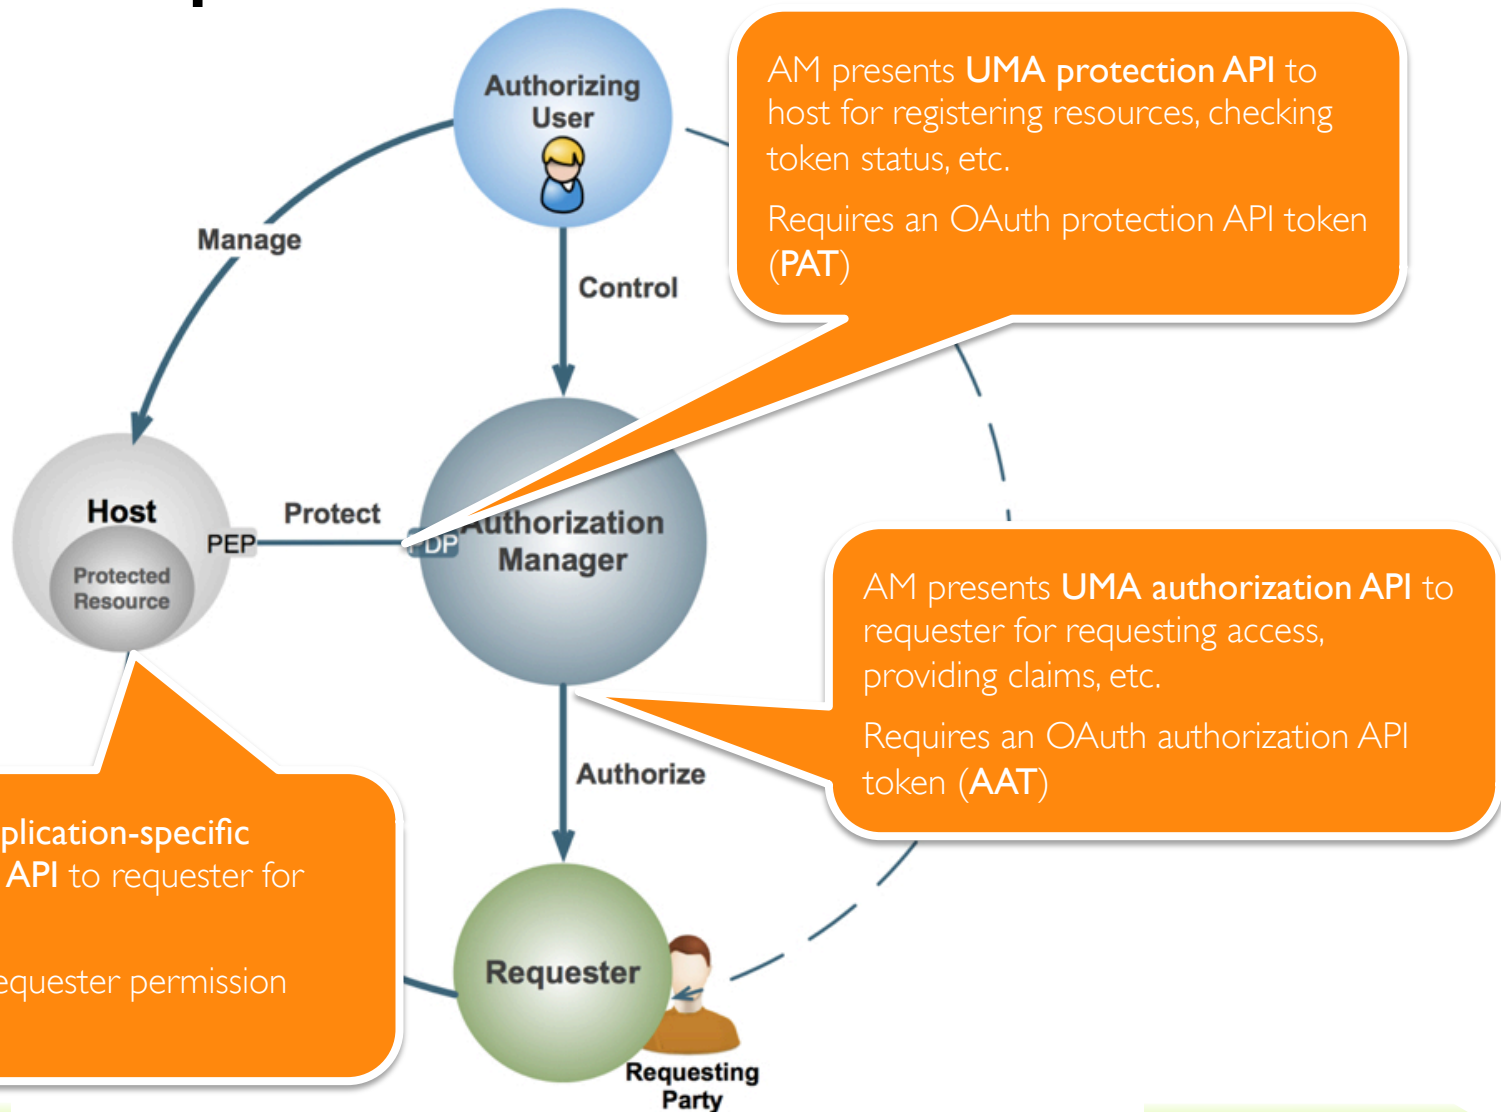 Authorizing
User
AM presents UMA protection API to
host for registering resources, checking
token status, etc.
Requires an OAuth protection API token
(PAT)
Manage
Control
Host
Protect
PEP
PDP
Authorization
Manager
Protected
Resource
AM presents UMA authorization API to
requester for requesting access,
providing claims, etc.
Requires an OAuth authorization API
token (AAT)
Authorize
plication-specific
API to requester for
equester permission
Requester
Requesting
Party